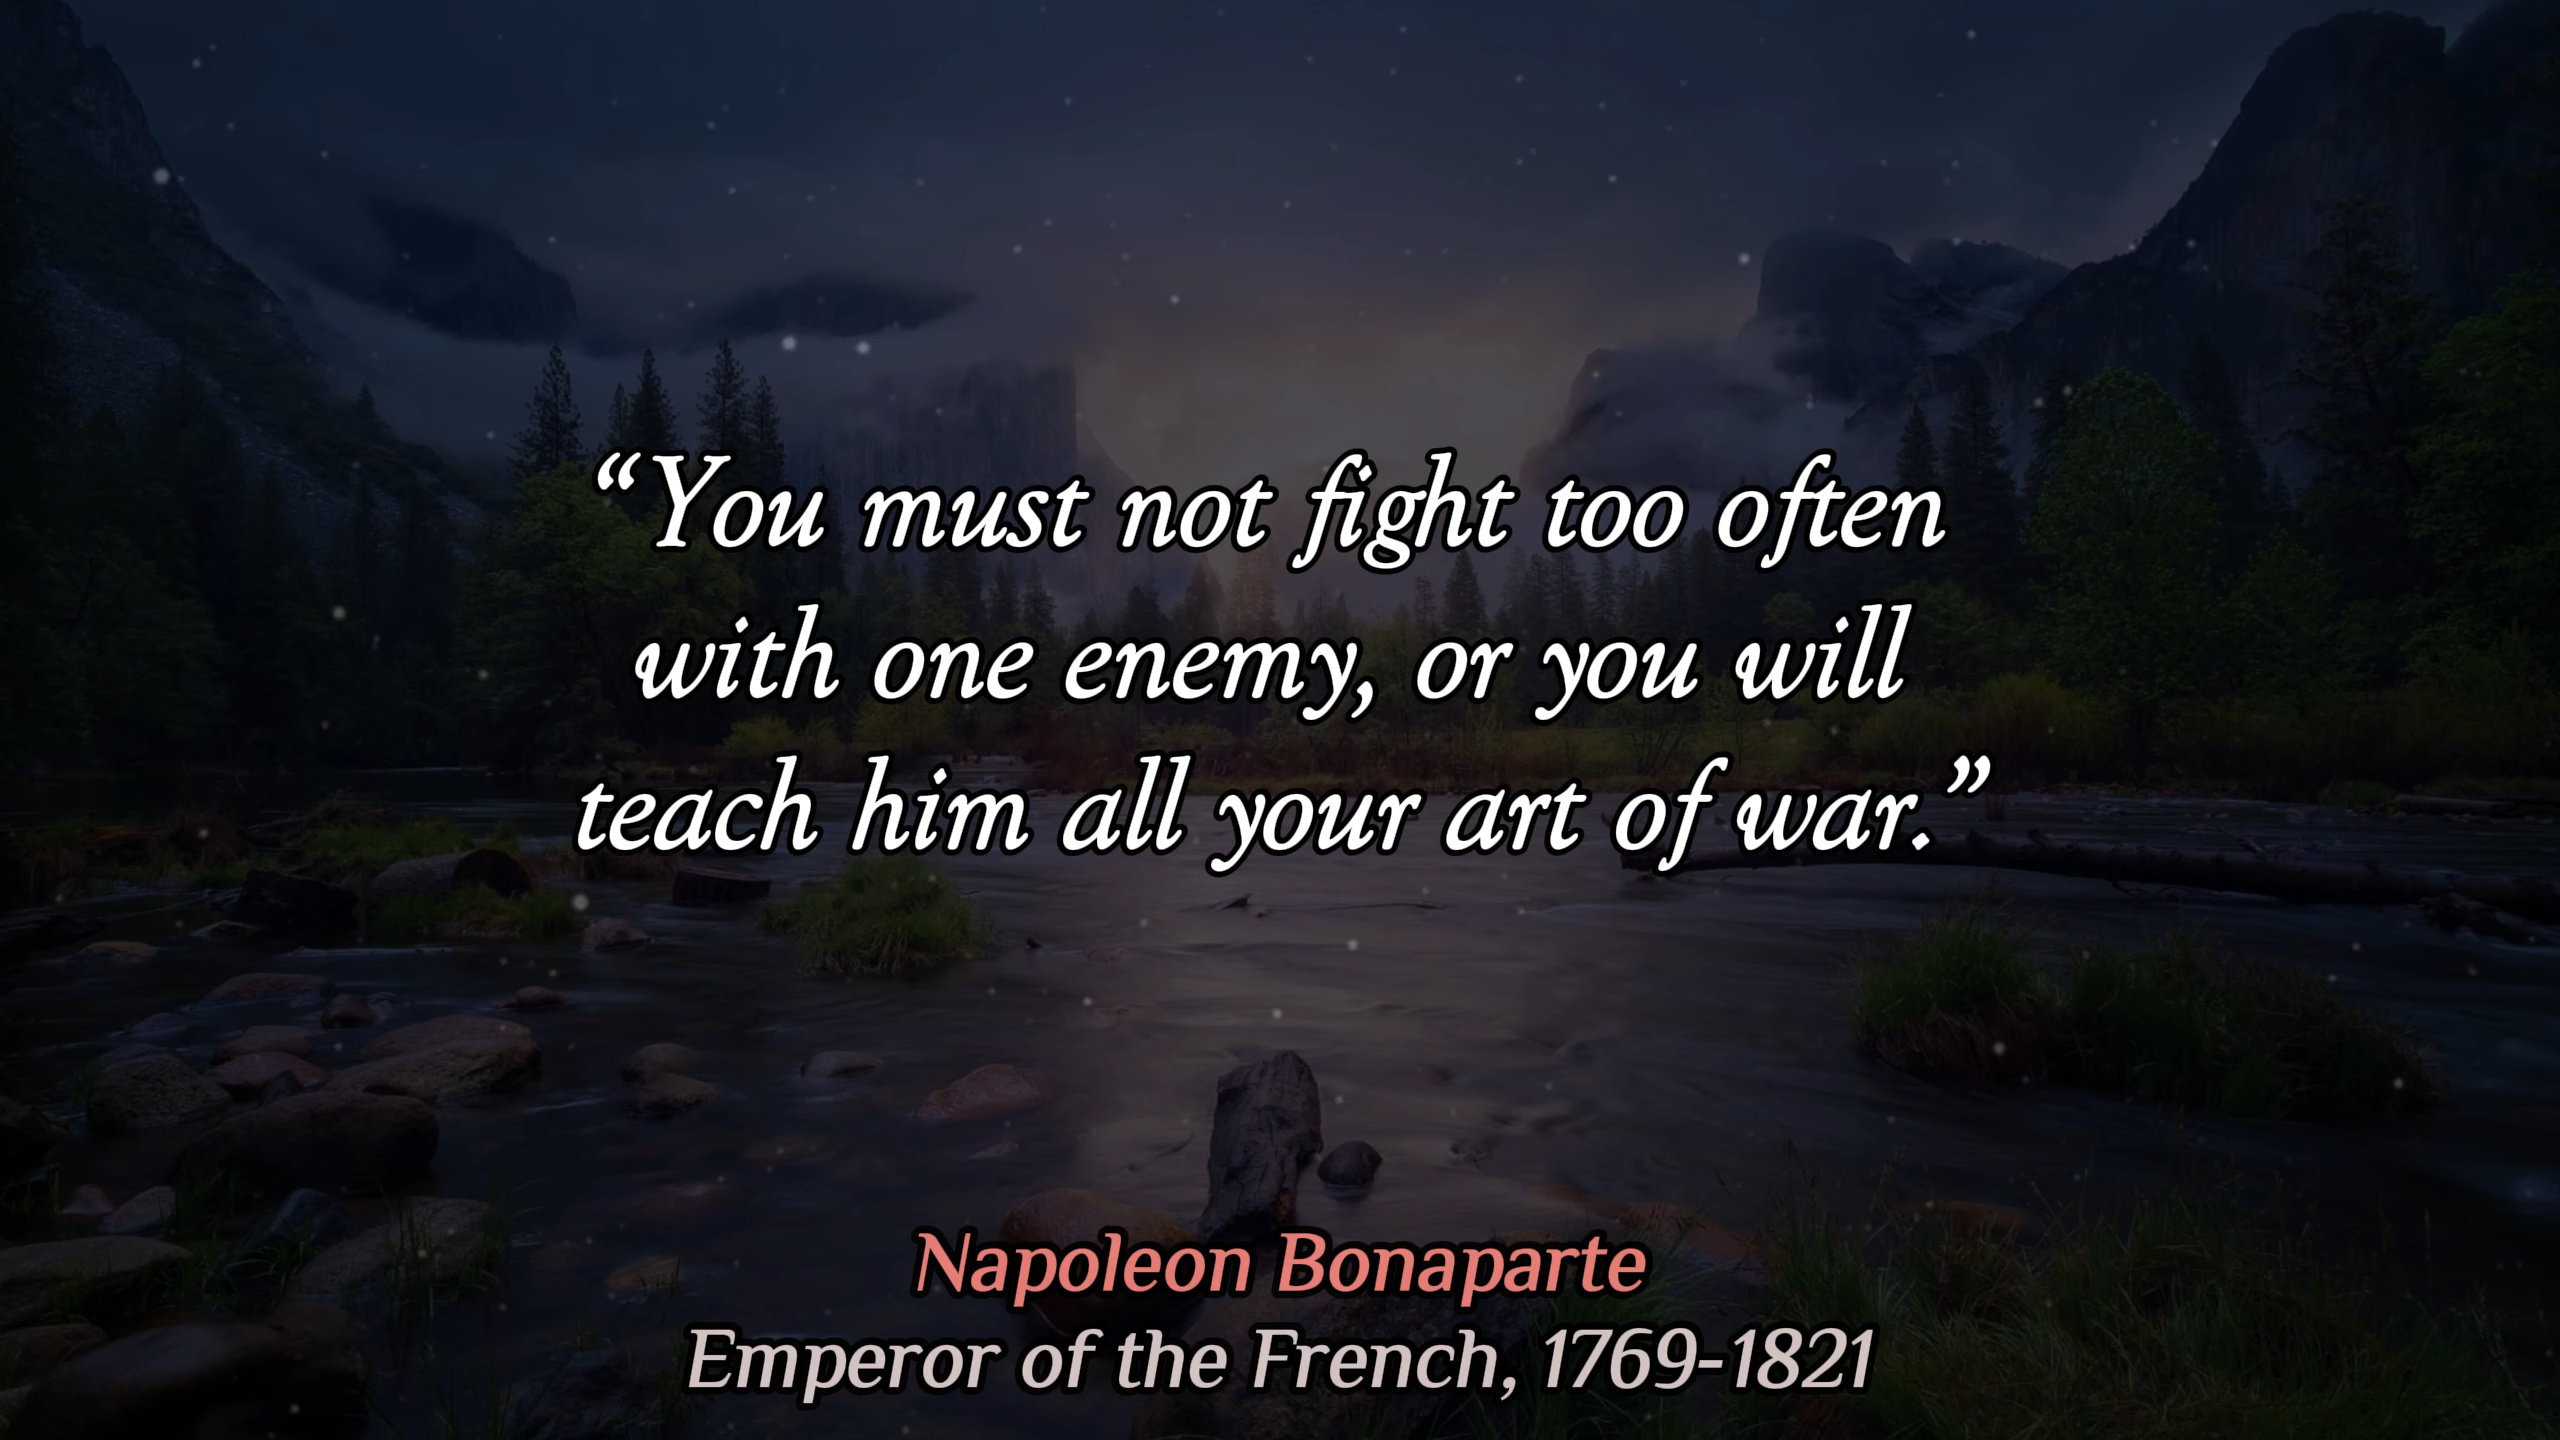 “You must not fight too often
with one enemy, or you will
teach him all your art of war.”
Napoleon Bonaparte
Emperor of the French, 1769-1821